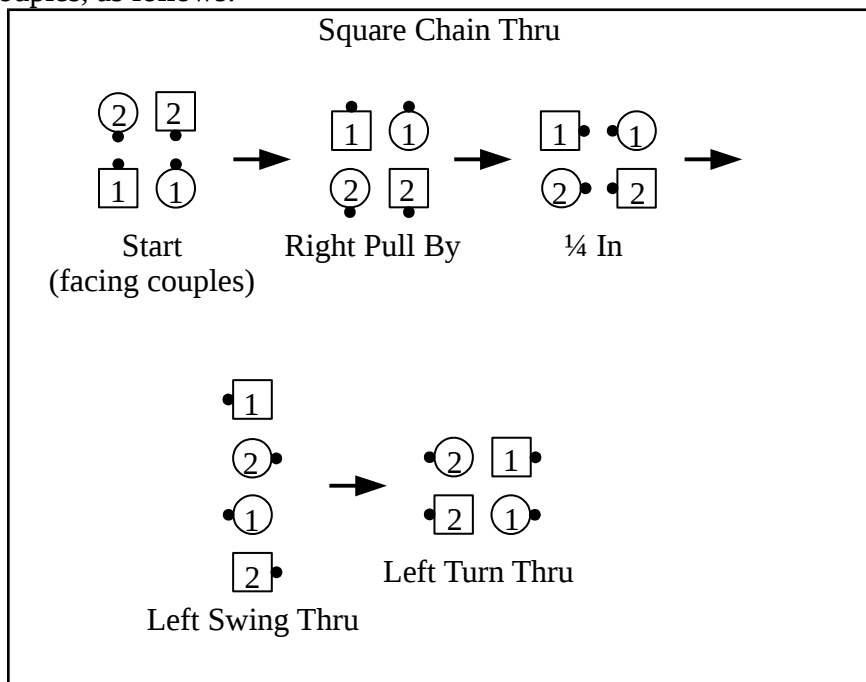 ouples, as follows:
Square Chain Thru
2 2 1 1 1 1
1 1 2 2 2 2
Start Right Pull By ¼ In
(facing couples)
1
2
1
2
2 1
2 1
Left Turn Thru
Left Swing Thru